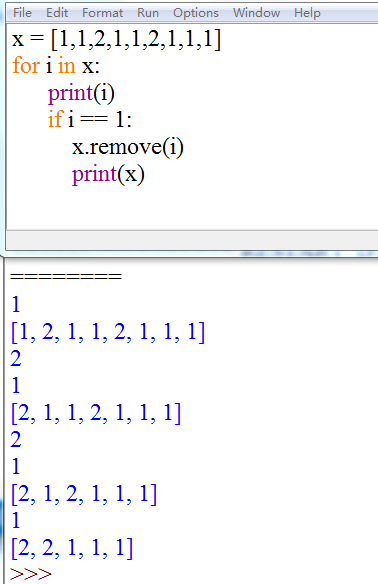 File Edit Format Run Options Window Help
x = [1,1,2,1,1,2,1,1,1]
for i in x:
print(i)
if i == 1:
x.remove(i)
print(x)
========
1
[1, 2, 1, 1, 2, 1, 1, 1]
2
1
[2, 1, 1, 2, 1, 1, 1]
2
1
[2, 1, 2, 1, 1, 1]
1
[2, 2, 1, 1, 1]
>>>